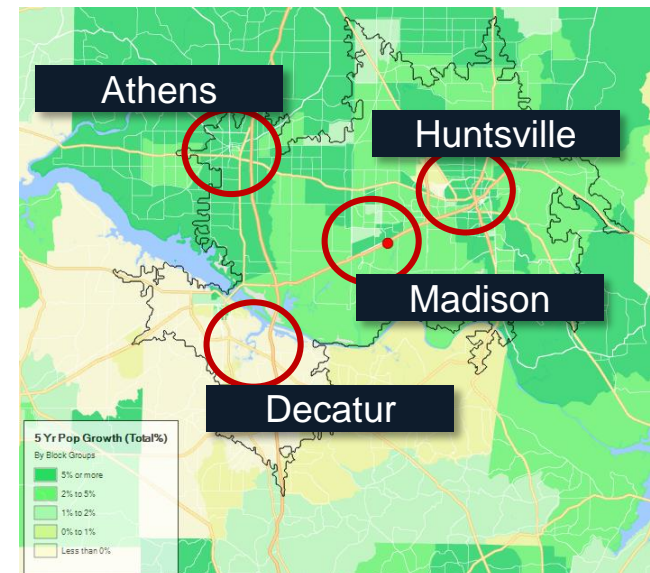 Athens
Huntsville
Madison
Decatur
5 Yr Pop Growth (Total%)
By Block Groups
5% or more
2% to 5%
1% to 2%
0% to 1%
Less than 0%